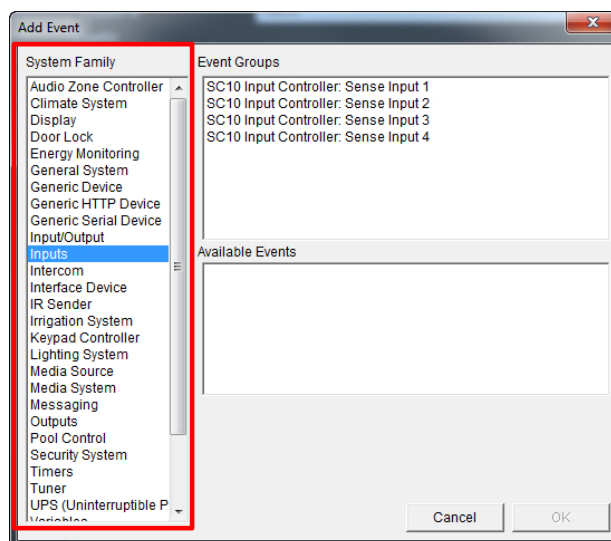 Add Event
System Family
Audio Zone Controller
Climate System
Display
Door Lock
Energy Monitoring
General System
Generic Device
Generic HTTP Device
Generic Serial Device
Input/Output
Inputs
Intercom
Interface Device
IR Sender
Irrigation System
Keypad Controller
Lighting System
Media Source
Media System
Messaging
Outputs
Pool Control
Security System
Timers
Tuner
UPS (Uninterruptible P
Variables
Event Groups
SC10 Input Controller: Sense Input 1
SC10 Input Controller: Sense Input 2
SC10 Input Controller: Sense Input 3
SC10 Input Controller: Sense Input 4
Available Events
Cancel
OK